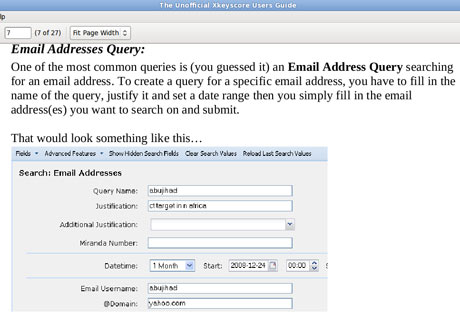 The Unofficial Xkeyscore Users Guide
lp
7 (7 of 27) Fit Page Width
Email Addresses Query:
One of the most common queries is (you guessed it) an Email Address Query searching
for an email address. To create a query for a specific email address, you have to fill in the
name of the query, justify it and set a date range then you simply fill in the email
address(es) you want to search on and submit.
That would look something like this…
Fields Advanced Features Show Hidden Search Fields Clear Search Values Reload Last Search Values
Search: Email Addresses
Query Name: abujihad
Justification: ct target in n africa
Additional Justification:
Miranda Number:
Datetime: 1 Month Start: 2008-12-24 00:00
Email Username: abujihad
@Domain: yahoo.com